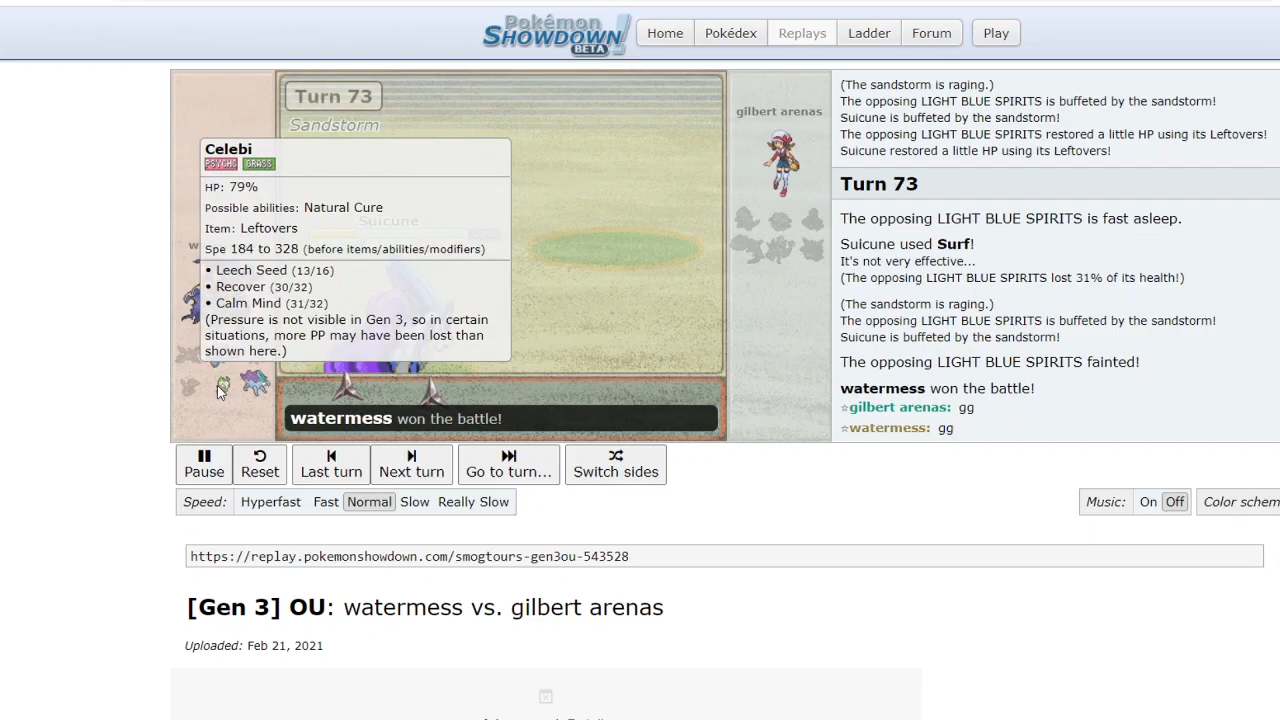 Pokémon
SHOWDOWN!
BETA
Home
Pokédex
Replays
Ladder
Forum
Play
Turn 73
Sandstorm
Celebi
PSYCHC GRASS
HP: 79%
Possible abilities: Natural Cure
Item: Leftovers
Spe 184 to 328 (before items/abilities/modifiers)
• Leech Seed (13/16)
• Recover (30/32)
• Calm Mind (31/32)
(Pressure is not visible in Gen 3, so in certain
situations, more PP may have been lost than
shown here.)
Suicune
gilbert arenas
watermess won the battle!
(The sandstorm is raging.)
The opposing LIGHT BLUE SPIRITS is buffeted by the sandstorm!
Suicune is buffeted by the sandstorm!
The opposing LIGHT BLUE SPIRITS restored a little HP using its Leftovers!
Suicune restored a little HP using its Leftovers!
Turn 73
The opposing LIGHT BLUE SPIRITS is fast asleep.
Suicune used Surf!
It's not very effective...
(The opposing LIGHT BLUE SPIRITS lost 31% of its health!)
(The sandstorm is raging.)
The opposing LIGHT BLUE SPIRITS is buffeted by the sandstorm!
Suicune is buffeted by the sandstorm!
The opposing LIGHT BLUE SPIRITS fainted!
watermess won the battle!
☆gilbert arenas: gg
☆watermess: gg
Pause
Reset
Last turn
Next turn
Go to turn...
Switch sides
Speed: Hyperfast Fast Normal Slow Really Slow
Music: On Off
Color schem
https://replay.pokemonshowdown.com/smogtours-gen3ou-543528
[Gen 3] OU: watermess vs. gilbert arenas
Uploaded: Feb 21, 2021